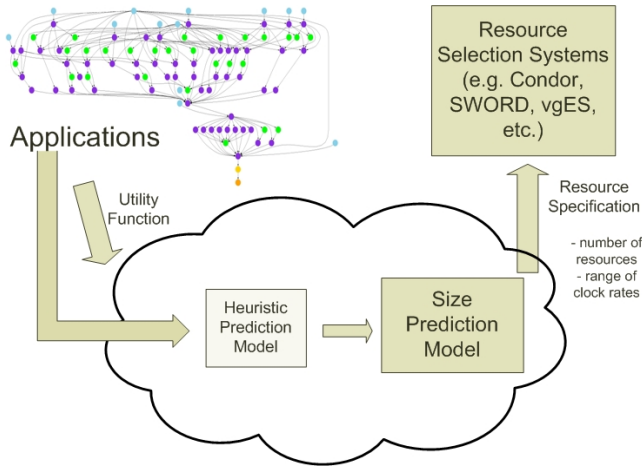 Resource
Selection Systems
(e.g. Condor,
SWORD, vgES,
etc.)
Applications
Utility
Function
Resource
Specification
- number of
resources
- range of
clock rates
Heuristic
Prediction
Model
Size
Prediction
Model